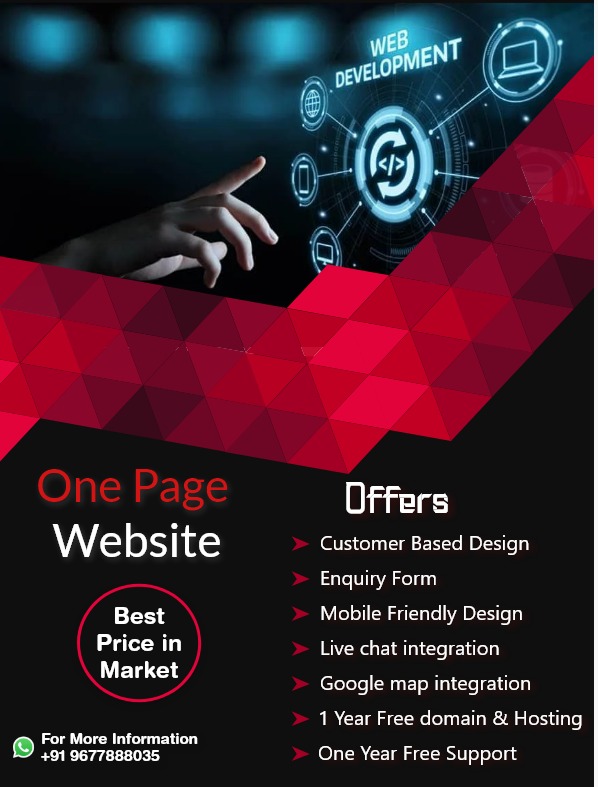 WEB
DEVELOPMENT
</>
One Page
Website
Best
Price in
Market
For More Information
+91 9677888035
Offers
Customer Based Design
Enquiry Form
Mobile Friendly Design
Live chat integration
Google map integration
1 Year Free domain & Hosting
One Year Free Support